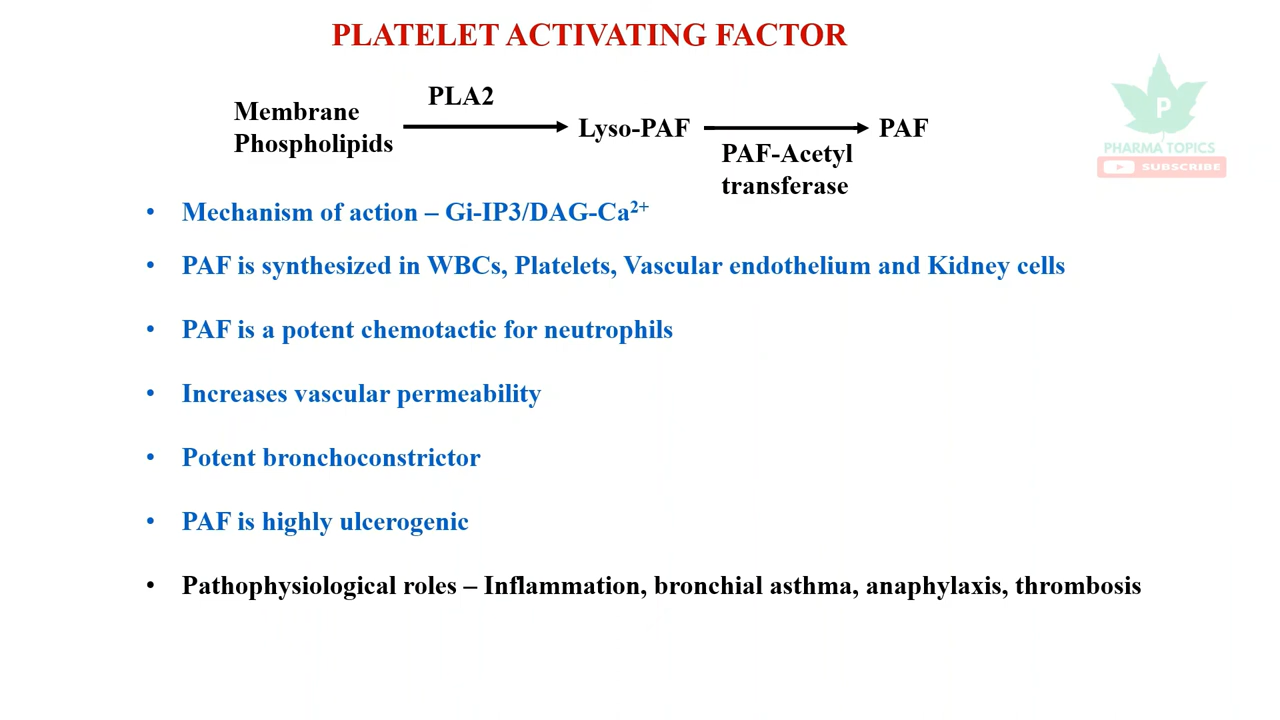 PLATELET ACTIVATING FACTOR
PLA2
Membrane
Phospholipids
Lyso-PAF
PAF
PAF-Acetyl
transferase
P
PHARMA TOPICS
SUBSCRIBE
• Mechanism of action – Gi-IP3/DAG-Ca²⁺
• PAF is synthesized in WBCs, Platelets, Vascular endothelium and Kidney cells
• PAF is a potent chemotactic for neutrophils
• Increases vascular permeability
• Potent bronchoconstrictor
• PAF is highly ulcerogenic
• Pathophysiological roles – Inflammation, bronchial asthma, anaphylaxis, thrombosis